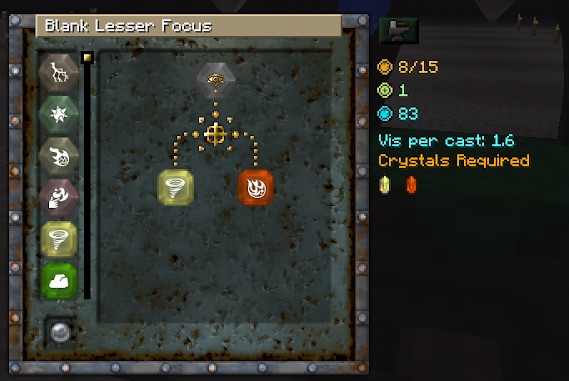 Blank Lesser Focus
8/15
1
83
Vis per cast: 1.6
Crystals Required